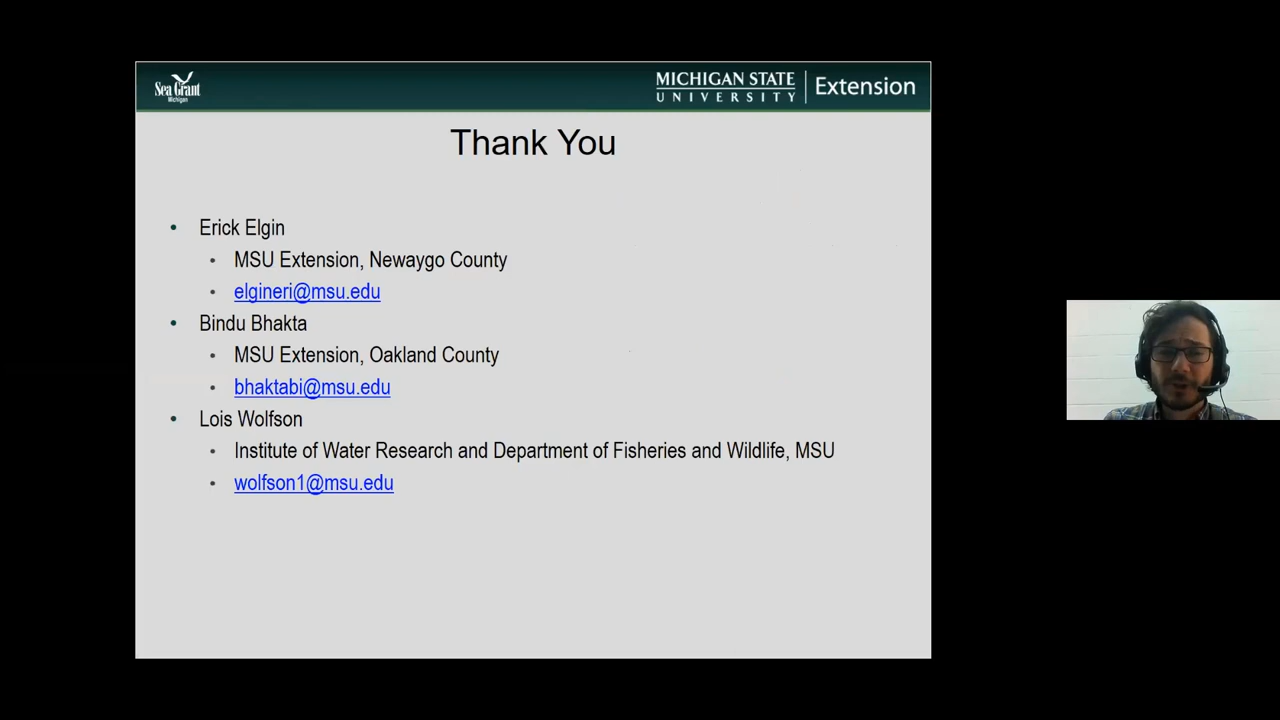 Sea Grant
Michigan
MICHIGAN STATE
UNIVERSITY
Extension
Thank You
• Erick Elgin
• MSU Extension, Newaygo County
• elgineri@msu.edu
• Bindu Bhakta
• MSU Extension, Oakland County
• bhaktabi@msu.edu
• Lois Wolfson
• Institute of Water Research and Department of Fisheries and Wildlife, MSU
• wolfson1@msu.edu